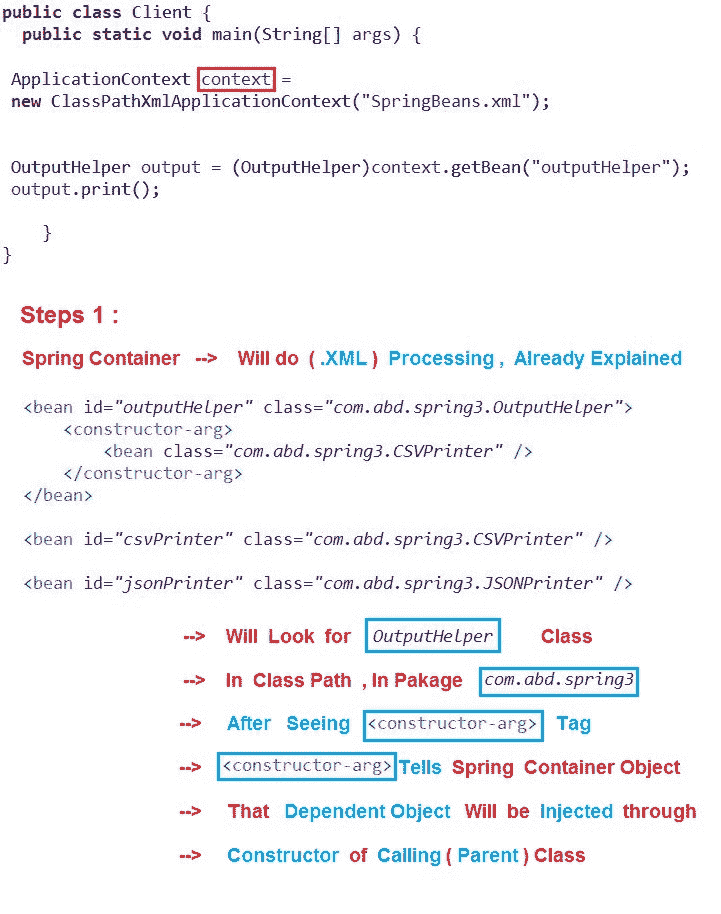 public class Client {
public static void main(String[] args) {
ApplicationContext context =
new ClassPathXmlApplicationContext("SpringBeans.xml");
OutputHelper output = (OutputHelper)context.getBean("outputHelper");
output.print();
}
}
Steps 1 :
Spring Container --> Will do ( .XML ) Processing , Already Explained
<bean id="outputHelper" class="com.abd.spring3.OutputHelper">
<constructor-arg>
<bean class="com.abd.spring3.CSVPrinter" />
</constructor-arg>
</bean>
<bean id="csvPrinter" class="com.abd.spring3.CSVPrinter" />
<bean id="jsonPrinter" class="com.abd.spring3.JSONPrinter" />
--> Will Look for OutputHelper Class
--> In Class Path , In Pakage com.abd.spring3
--> After Seeing <constructor-arg> Tag
--> <constructor-arg> Tells Spring Container Object
--> That Dependent Object Will be Injected through
--> Constructor of Calling ( Parent ) Class